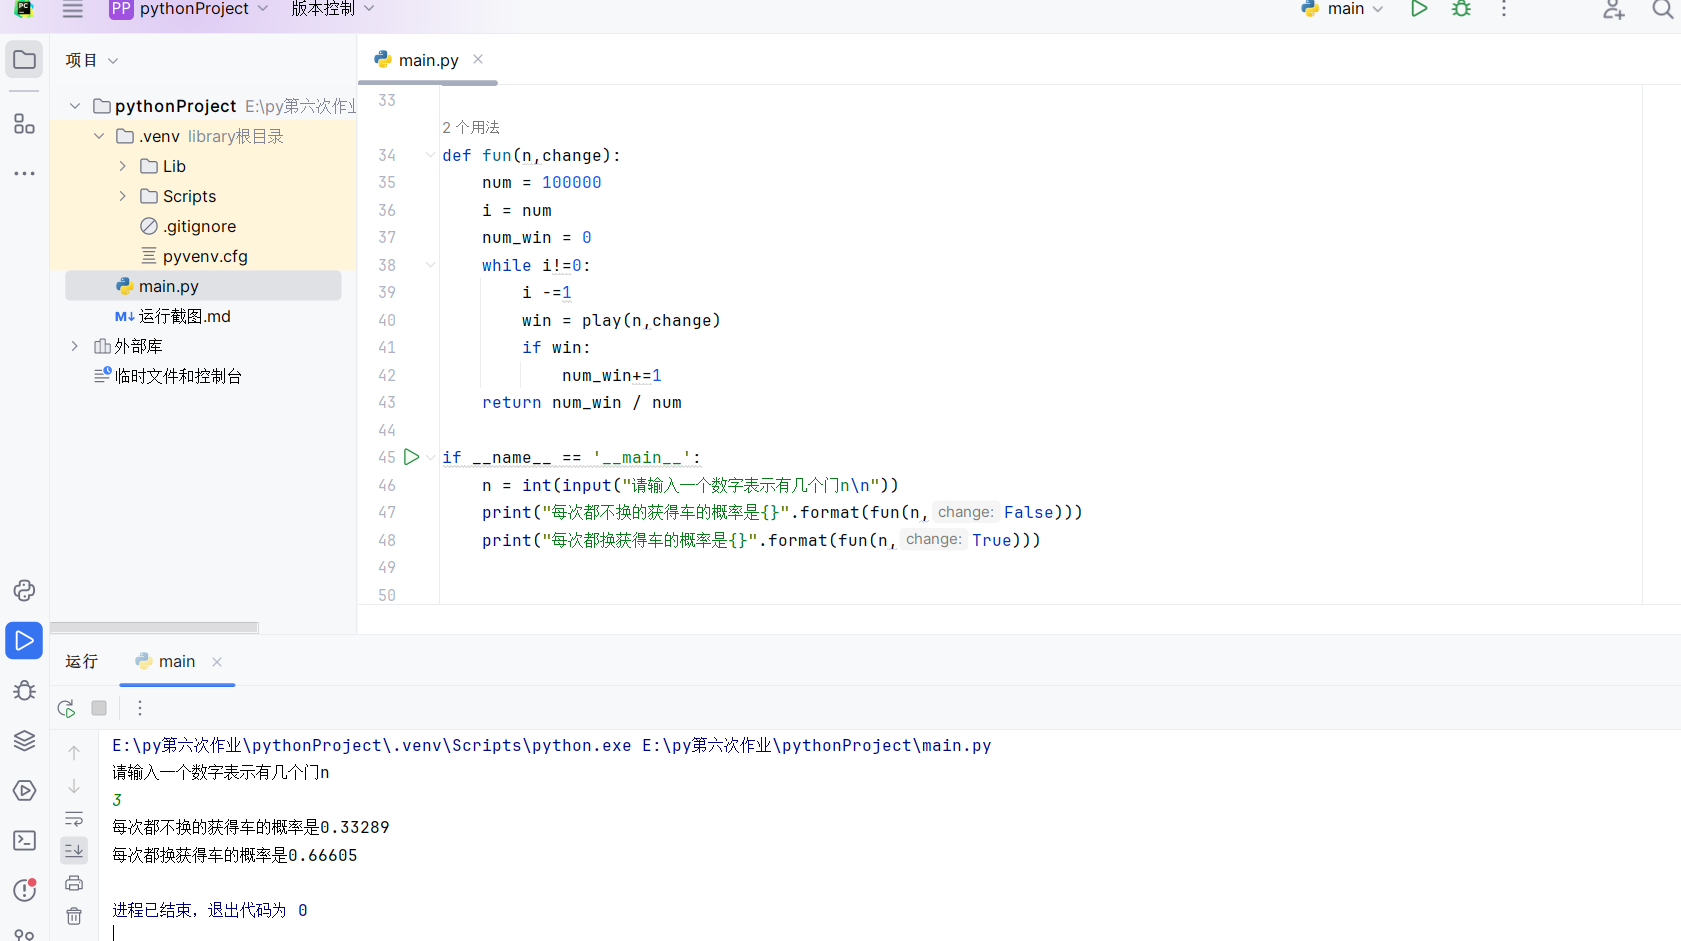 PP pythonProject 版本控制 main
项目
main.py
pythonProject E:\py第六次作业
.venv library根目录
Lib
Scripts
.gitignore
pyvenv.cfg
main.py
M↓ 运行截图.md
外部库
临时文件和控制台
33
2 个用法
34 def fun(n,change):
35 num = 100000
36 i = num
37 num_win = 0
38 while i!=0:
39 i -=1
40 win = play(n,change)
41 if win:
42 num_win+=1
43 return num_win / num
44
45 if __name__ == '__main__':
46 n = int(input("请输入一个数字表示有几个门n\n"))
47 print("每次都不换的获得车的概率是{}".format(fun(n, change: False)))
48 print("每次都换获得车的概率是{}".format(fun(n, change: True)))
49
50
运行 main
E:\py第六次作业\pythonProject\.venv\Scripts\python.exe E:\py第六次作业\pythonProject\main.py
请输入一个数字表示有几个门n
3
每次都不换的获得车的概率是0.33289
每次都换获得车的概率是0.66605
进程已结束，退出代码为 0